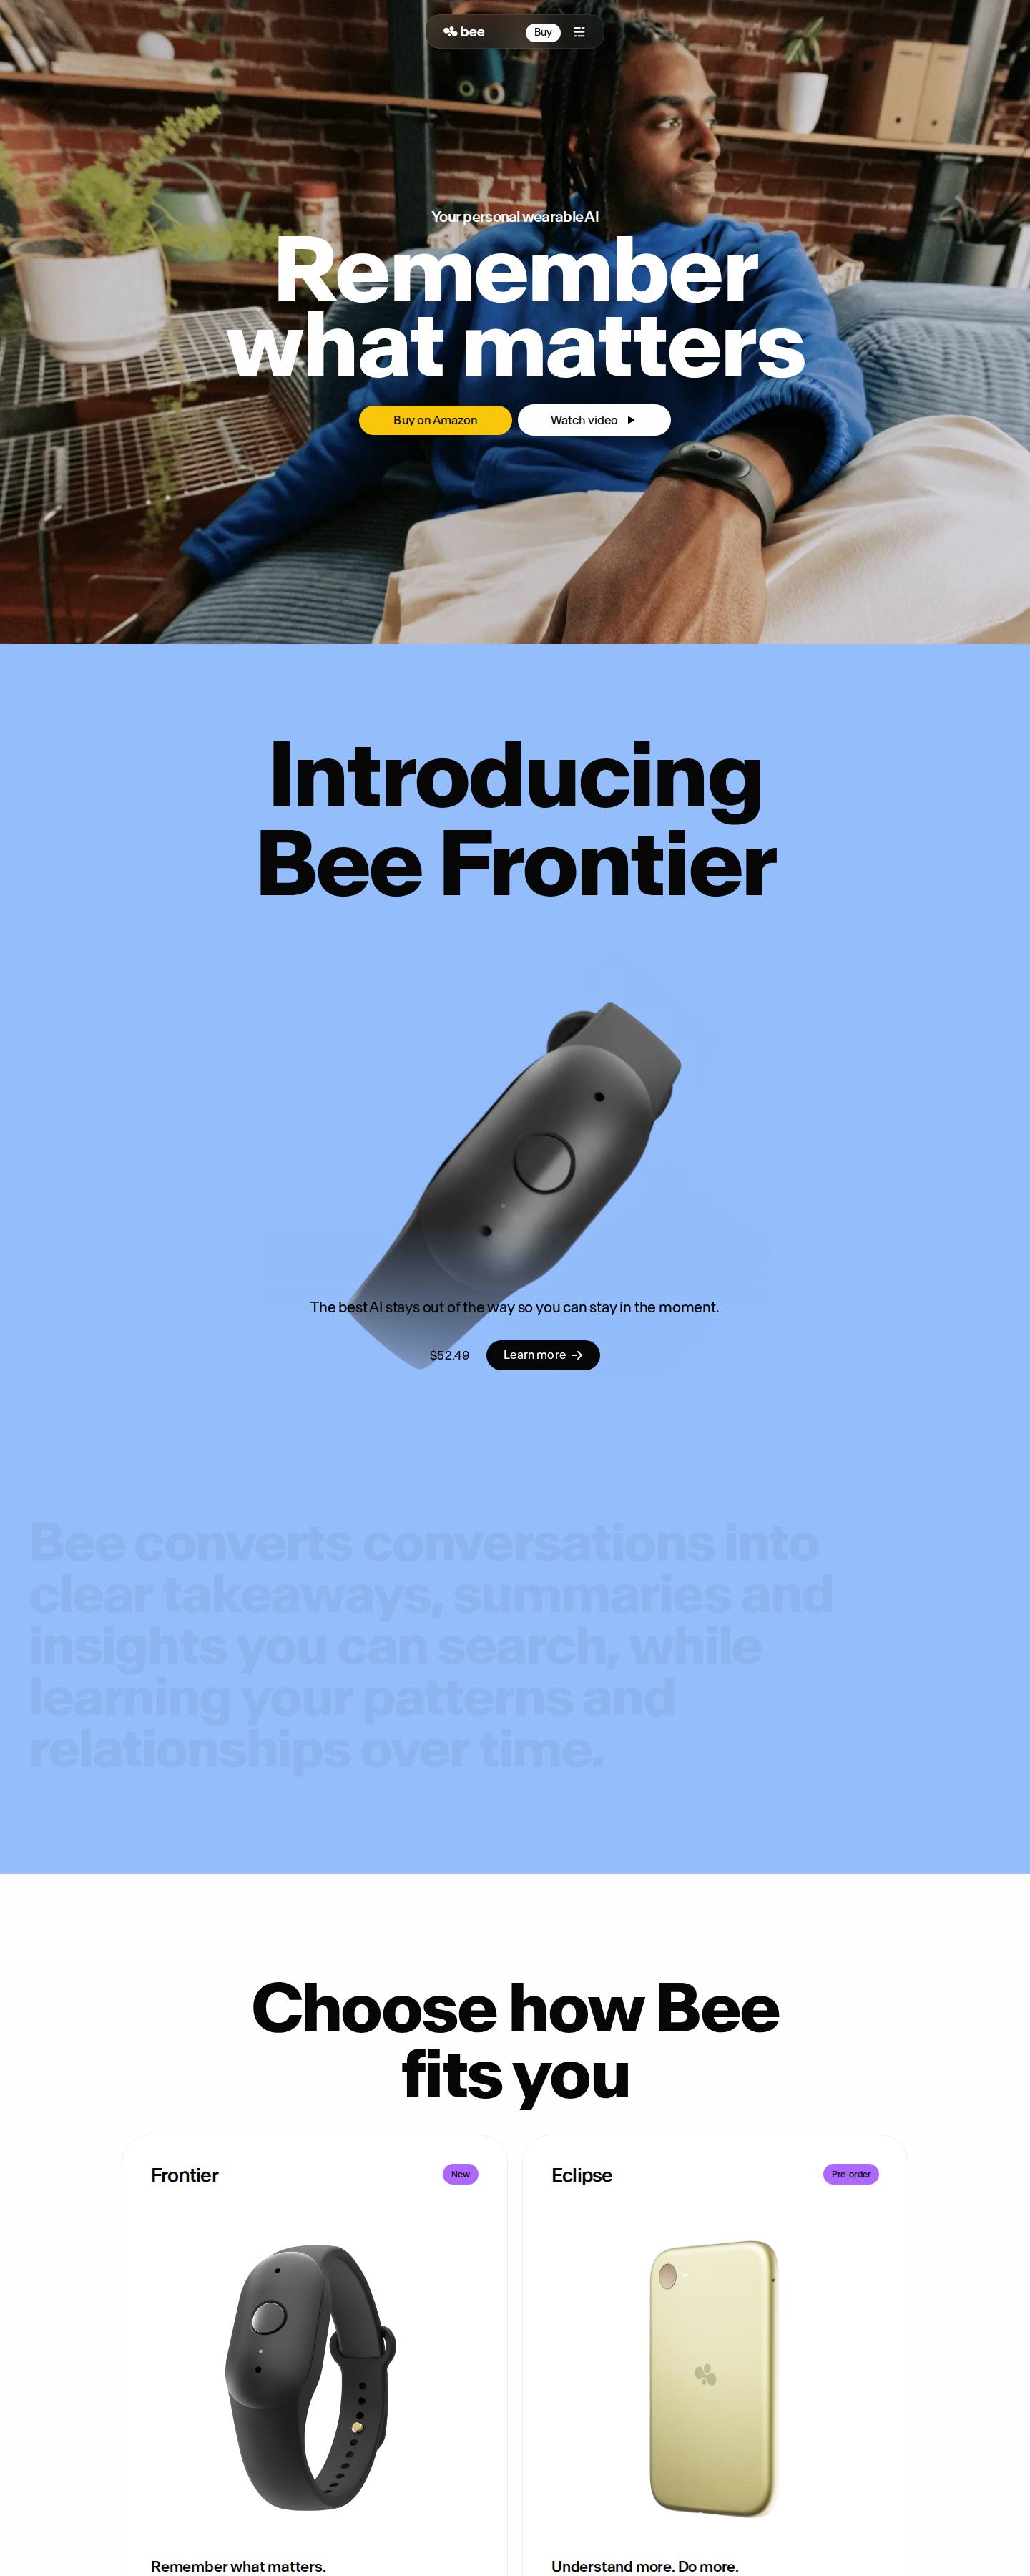 bee
Buy
Your personal wearable AI
Remember
what matters
Buy on Amazon
Watch video
Introducing
Bee Frontier
The best AI stays out of the way so you can stay in the moment.
$52.49
Learn more
Bee converts conversations into
clear takeaways, summaries and
insights you can search, while
learning your patterns and
relationships over time.
Choose how Bee
fits you
Frontier
New
Remember what matters.
Eclipse
Pre-order
Understand more. Do more.